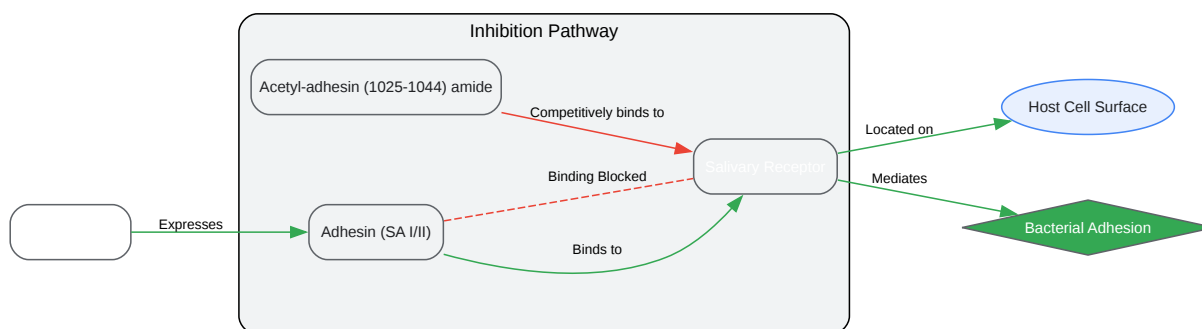 Inhibition Pathway
Acetyl-adhesin (1025-1044) amide
Competitively binds to
Salivary Receptor
Located on
Host Cell Surface
Mediates
Bacterial Adhesion
Binding Blocked
Expresses
Adhesin (SA I/II)
Binds to